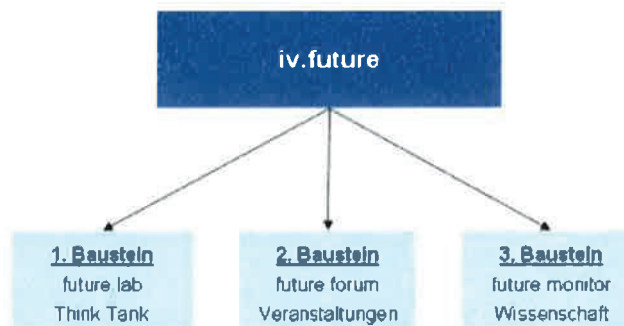 iv.future
1. Baustein
future lab
Think Tank
2. Baustein
future forum
Veranstaltungen
3. Baustein
future monitor
Wissenschaft